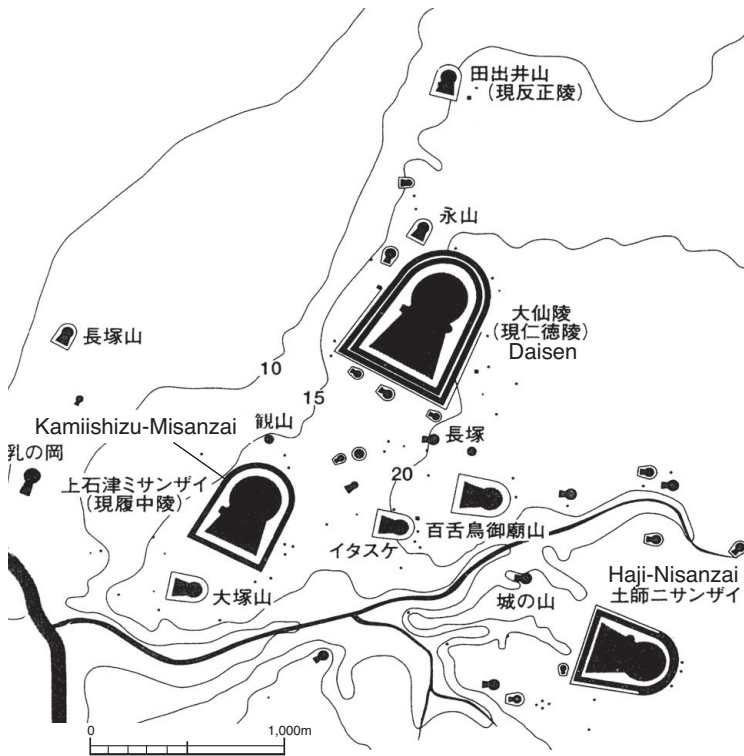 田出井山
(現反正陵)
永山
大仙陵
(現仁徳陵)
Daisen
長塚山
10
15
Kamiishizu-Misanzai
観山
長塚
乳の岡
上石津ミサンザイ
(現履中陵)
20
百舌鳥御廟山
イタスケ
大塚山
城の山
Haji-Nisanzai
土師ニサンザイ
0
1,000m